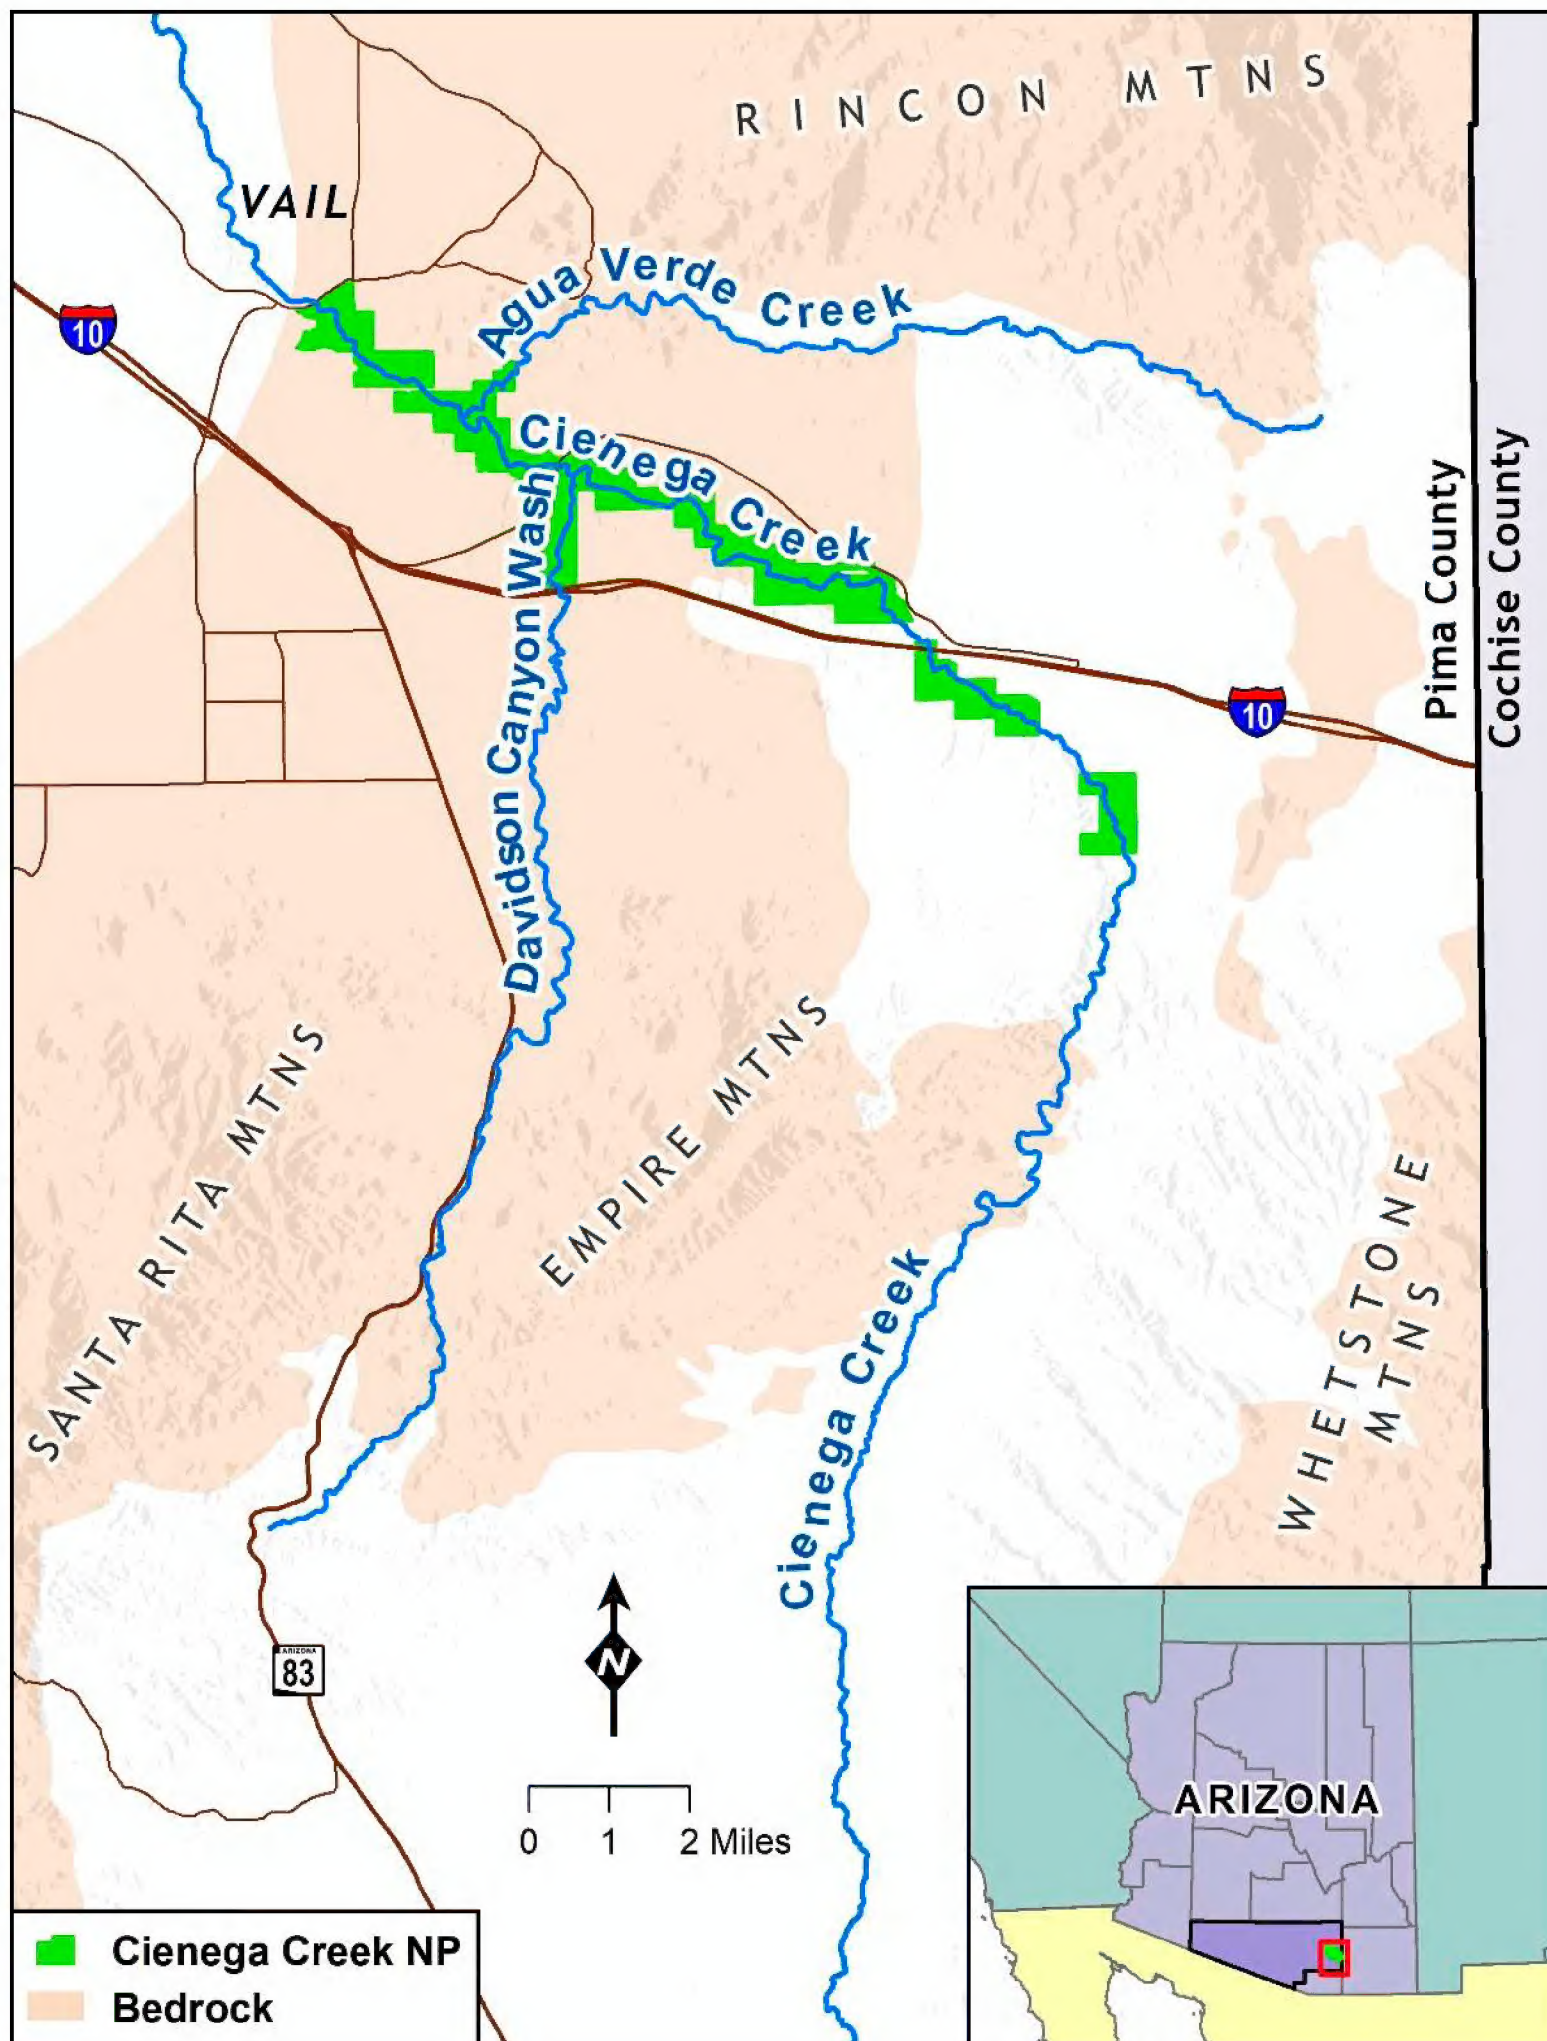 RINCON MTNS
VAIL
Agua Verde Creek
10
Cienega Creek
Davidson Canyon Wash
Pima County
Cochise County
10
SANTA RITA MTNS
EMPIRE MTNS
WHETSTONE
MTNS
Cienega Creek
N
ARIZONA
83
0 1 2 Miles
ARIZONA
Cienega Creek NP
Bedrock